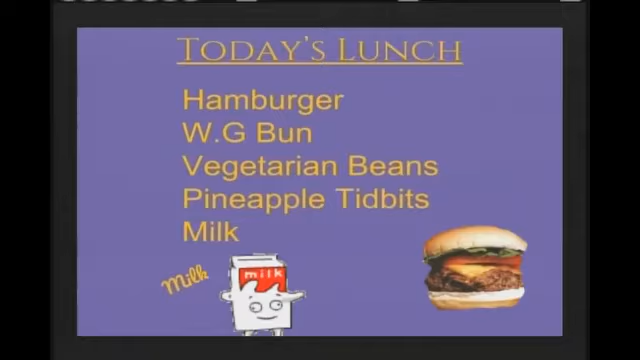 TODAY'S LUNCH
Hamburger
W.G Bun
Vegetarian Beans
Pineapple Tidbits
Milk
Milk
milk